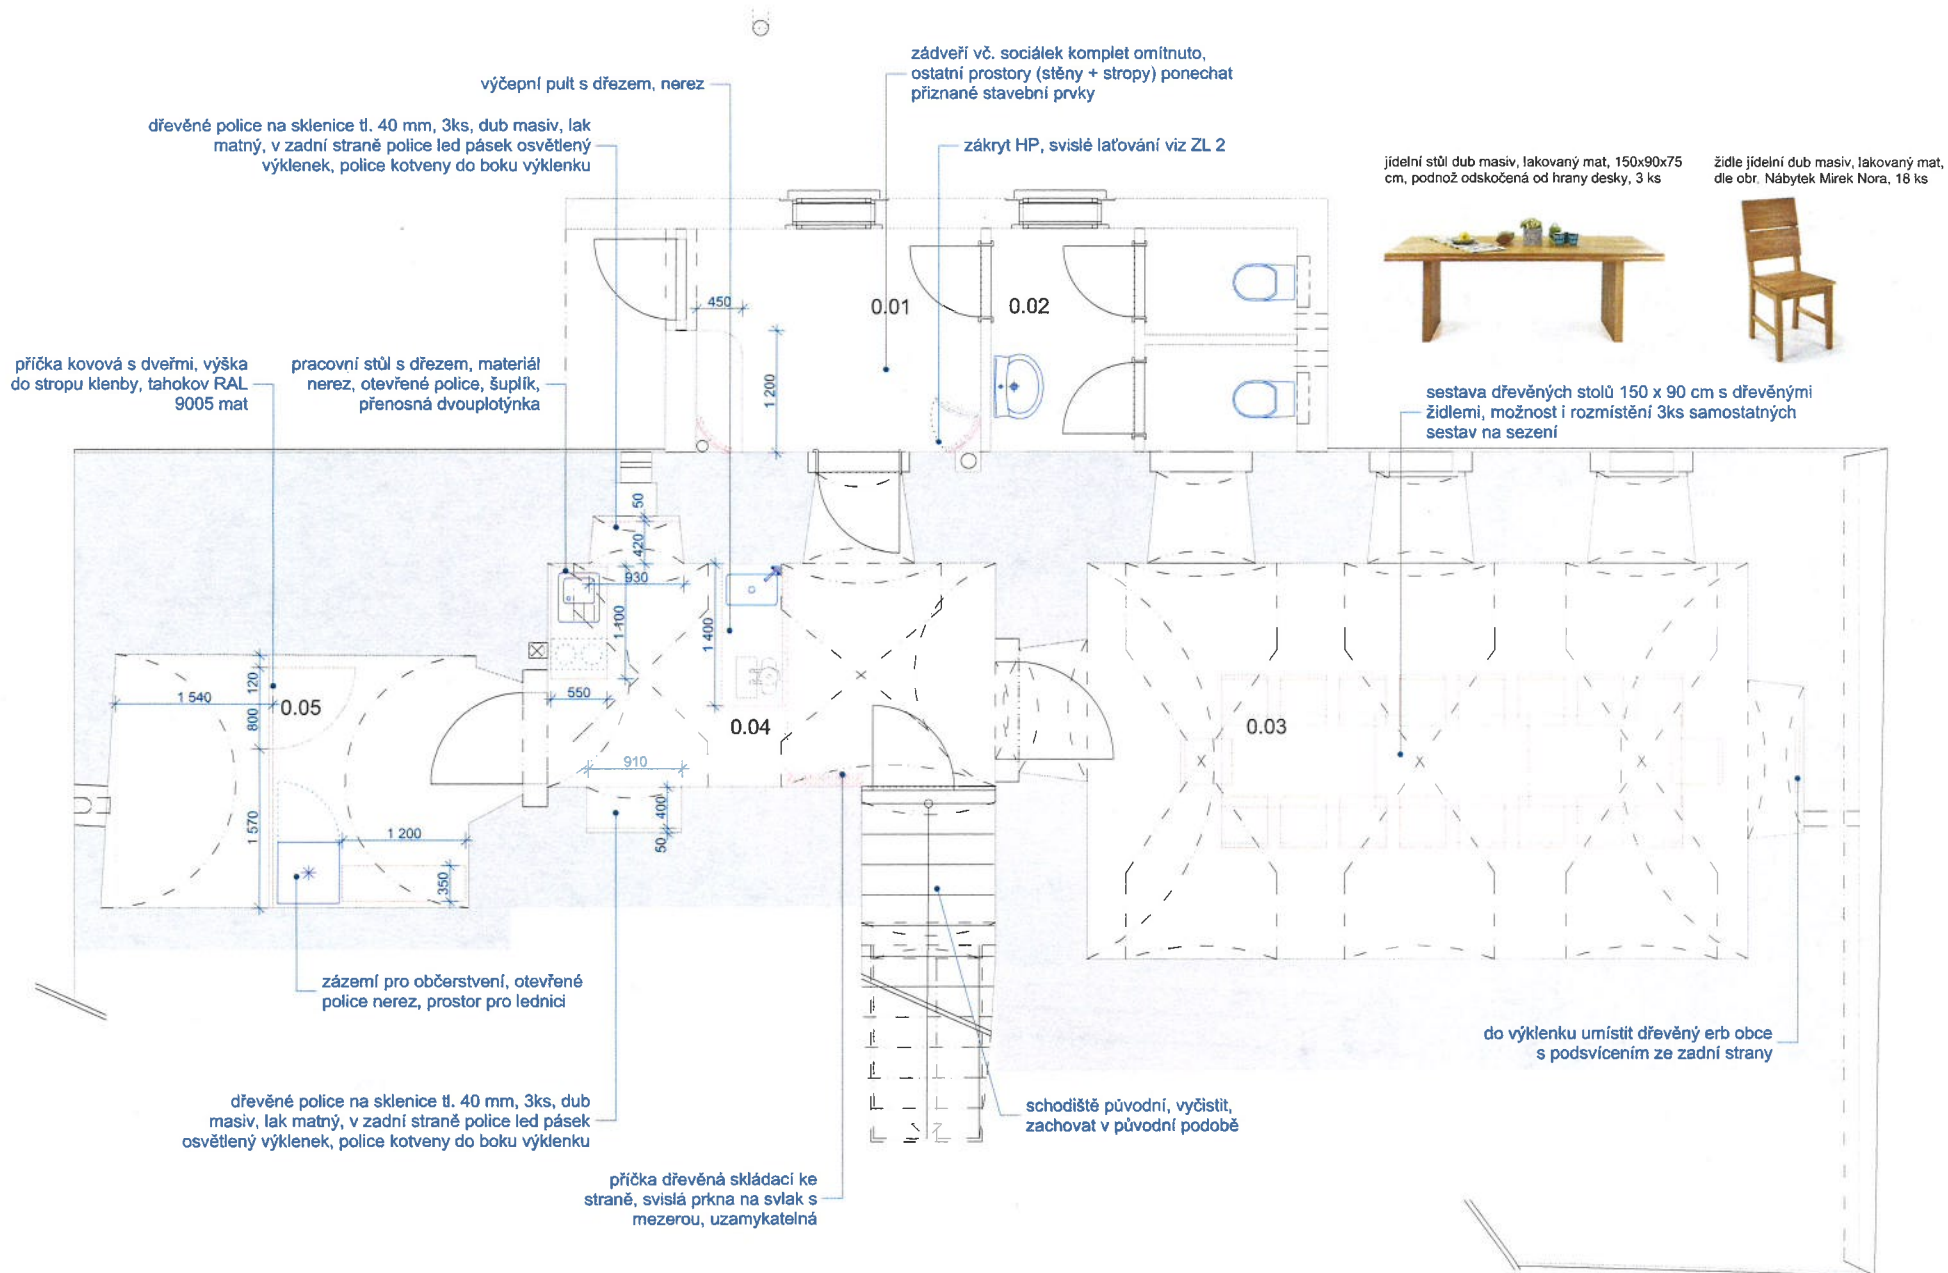 zádveří vč. sociálek komplet omítnuto,
ostatní prostory (stěny + stropy) ponechat
přiznané stavební prvky
výčepní pult s dřezem, nerez
dřevěné police na sklenice tl. 40 mm, 3ks, dub masiv, lak
matný, v zadní straně police led pásek osvětlený
výklenek, police kotveny do boku výklenku
zákryt HP, svislé laťování viz ZL 2
jídelní stůl dub masiv, lakovaný mat, 150x90x75
cm, podnož odskočená od hrany desky, 3 ks
židle jídelní dub masiv, lakovaný mat,
dle obr. Nábytek Mirek Nora, 18 ks
450
0.01
0.02
1 200
příčka kovová s dveřmi, výška
do stropu klenby, tahokov RAL
9005 mat
pracovní stůl s dřezem, materiál
nerez, otevřené police, šuplík,
přenosná dvouplotýnka
sestava dřevěných stolů 150 x 90 cm s dřevěnými
židlemi, možnost i rozmístění 3ks samostatných
sestav na sezení
50
420
930
1 100
1 400
120
1 540
800
0.05
550
0.04
0.03
910
400
50
1 570
1 200
350
zázemí pro občerstvení, otevřené
police nerez, prostor pro lednici
do výklenku umístit dřevěný erb obce
s podsvícením ze zadní strany
dřevěné police na sklenice tl. 40 mm, 3ks, dub
masiv, lak matný, v zadní straně police led pásek
osvětlený výklenek, police kotveny do boku výklenku
schodiště původní, vyčistit,
zachovat v původní podobě
příčka dřevěná skládací ke
straně, svislá prkna na svlak s
mezerou, uzamykatelná